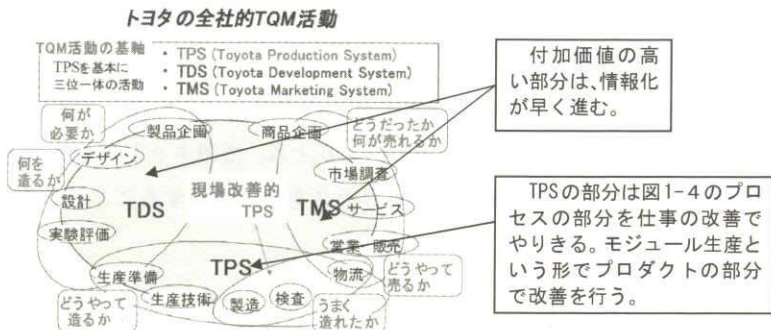 トヨタの全社的TQM活動
TQM活動の基軸
TPSを基本に
三位一体の活動
・TPS (Toyota Production System)
・TDS (Toyota Development System)
・TMS (Toyota Marketing System)
付加価値の高
い部分は、情報化
が早く進む。
何が
必要か
製品企画
商品企画
どうだったか
何が売れるか
デザイン
何を
造るか
市場調査
設計
現場改善的
TPS
TDS
TMS
サービス
実験評価
営業 販売
TPS
生産準備
物流
どうやって
売るか
どうやって
造るか
生産技術
製造
検査
うまく
造れたか
TPSの部分は図1-4のプロ
セスの部分を仕事の改善で
やりきる。モジュール生産と
いう形でプロダクトの部分
で改善を行う。